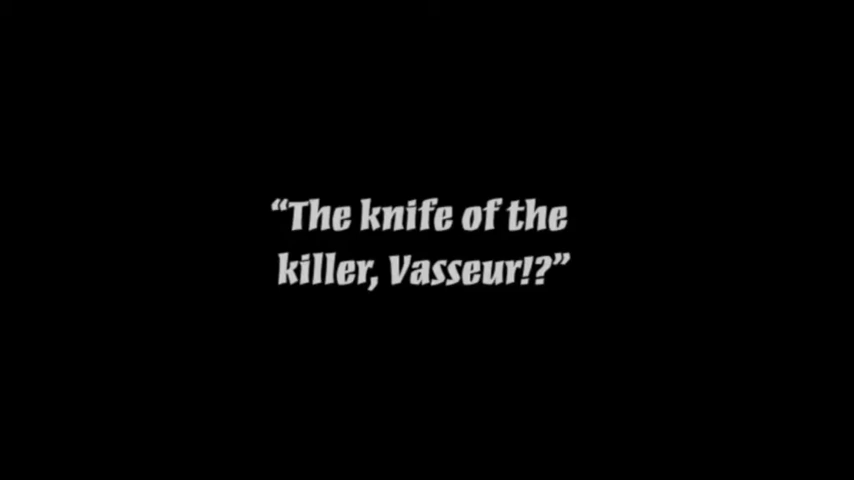 “The knife of the
killer, Vasseur!?”